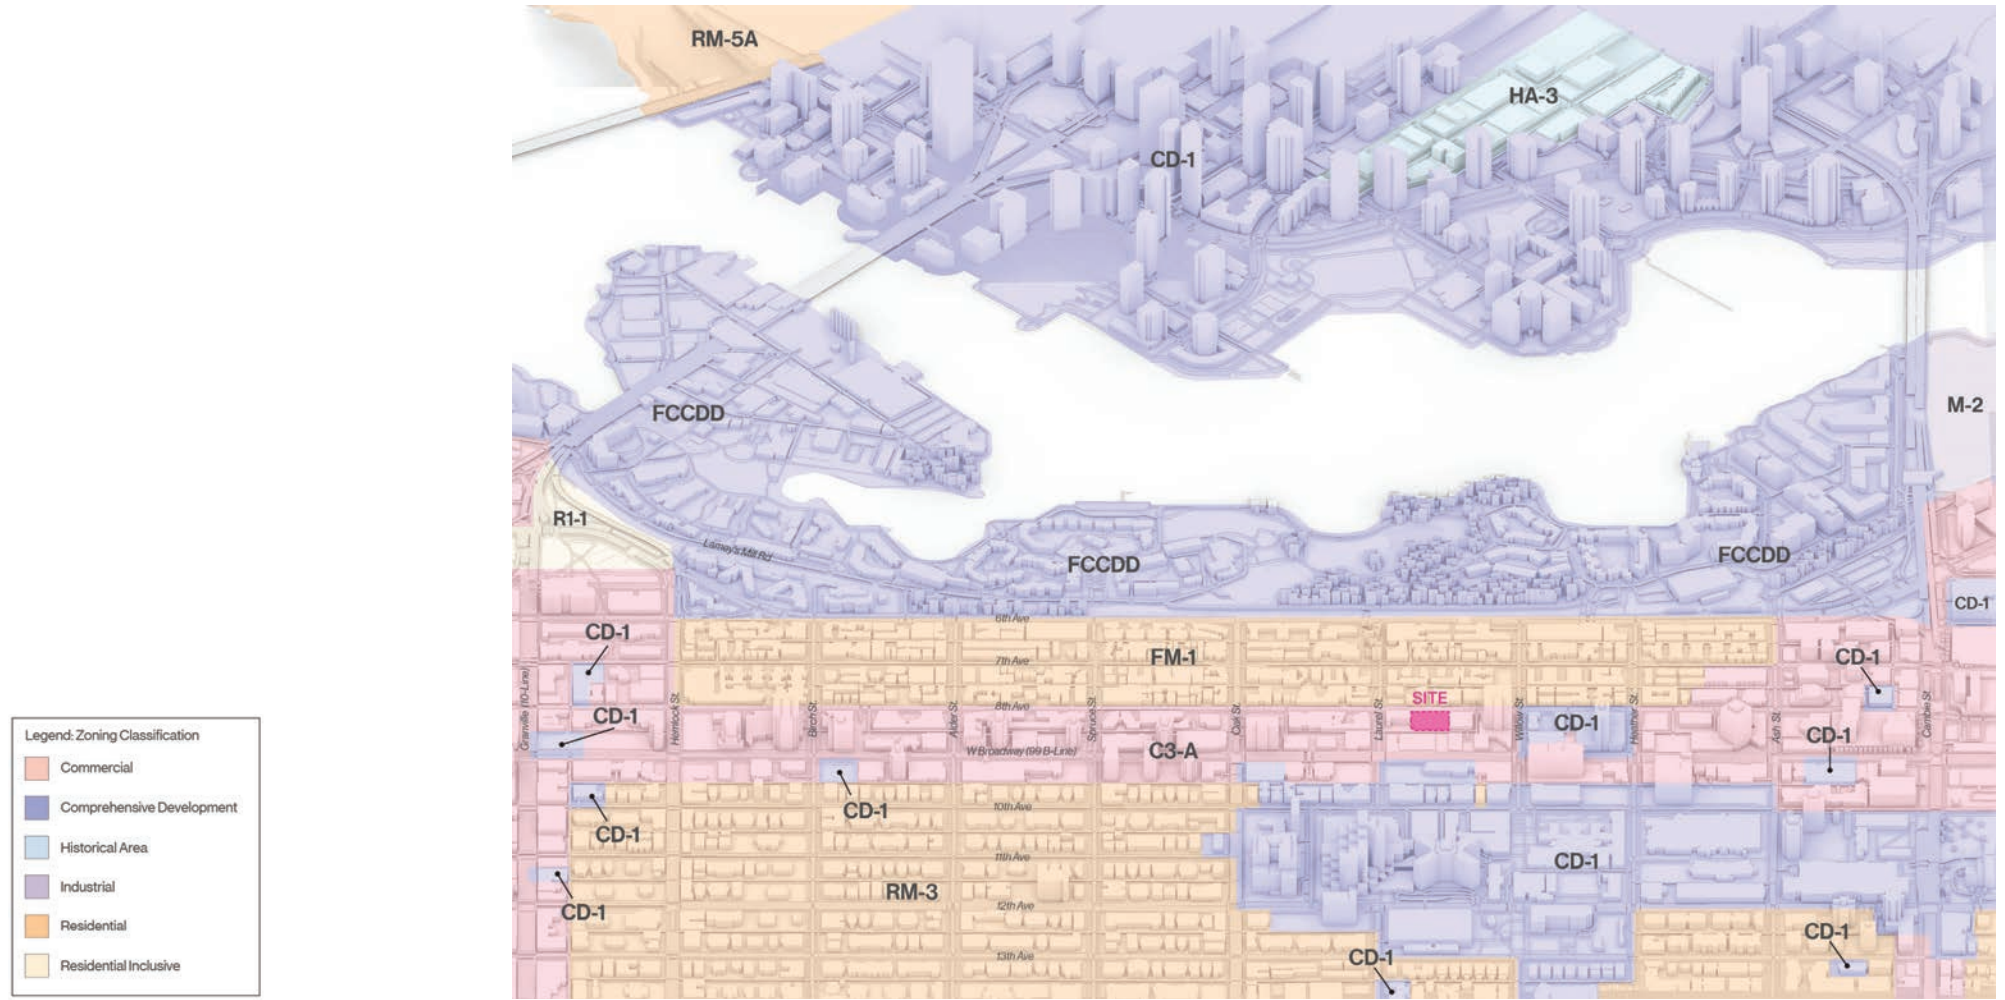 RM-5A
HA-3
CD-1
FCCDD
M-2
R1-1
Lamey's Mill Rd
FCCDD
FCCDD
CD-1
6th Ave
CD-1
FM-1
7th Ave
CD-1
Granville (10-Line)
Hemlock St.
Birch St.
Alder St.
8th Ave
Spruce St.
Oak St.
Laurel St.
SITE
Willow St.
Heather St.
Ash St.
Cambie St.
CD-1
CD-1
CD-1
W Broadway (99 B-Line)
C3-A
CD-1
10th Ave
CD-1
11th Ave
CD-1
RM-3
12th Ave
CD-1
13th Ave
CD-1
CD-1
Legend: Zoning Classification
Commercial
Comprehensive Development
Historical Area
Industrial
Residential
Residential Inclusive